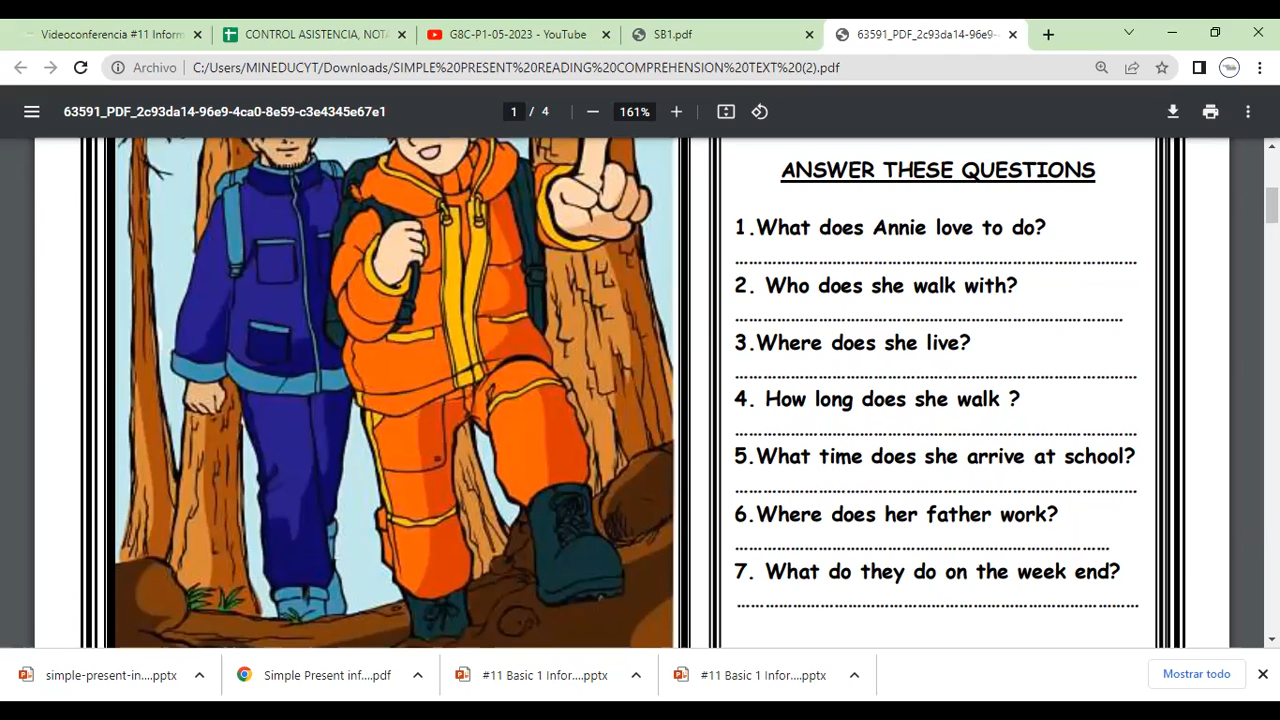 Videoconferencia #11 Inform
CONTROL ASISTENCIA, NOTA
G8C-P1-05-2023 - YouTube
SB1.pdf
63591_PDF_2c93da14-96e9-
Archivo
C:/Users/MINEDUCYT/Downloads/SIMPLE%20PRESENT%20READING%20COMPREHENSION%20TEXT%20(2).pdf
63591_PDF_2c93da14-96e9-4ca0-8e59-c3e4345e67e1
1 / 4
161%
ANSWER THESE QUESTIONS
1.What does Annie love to do?
2. Who does she walk with?
3.Where does she live?
4. How long does she walk ?
5.What time does she arrive at school?
6.Where does her father work?
7. What do they do on the week end?
simple-present-in....pptx
Simple Present inf....pdf
#11 Basic 1 Infor....pptx
#11 Basic 1 Infor....pptx
Mostrar todo